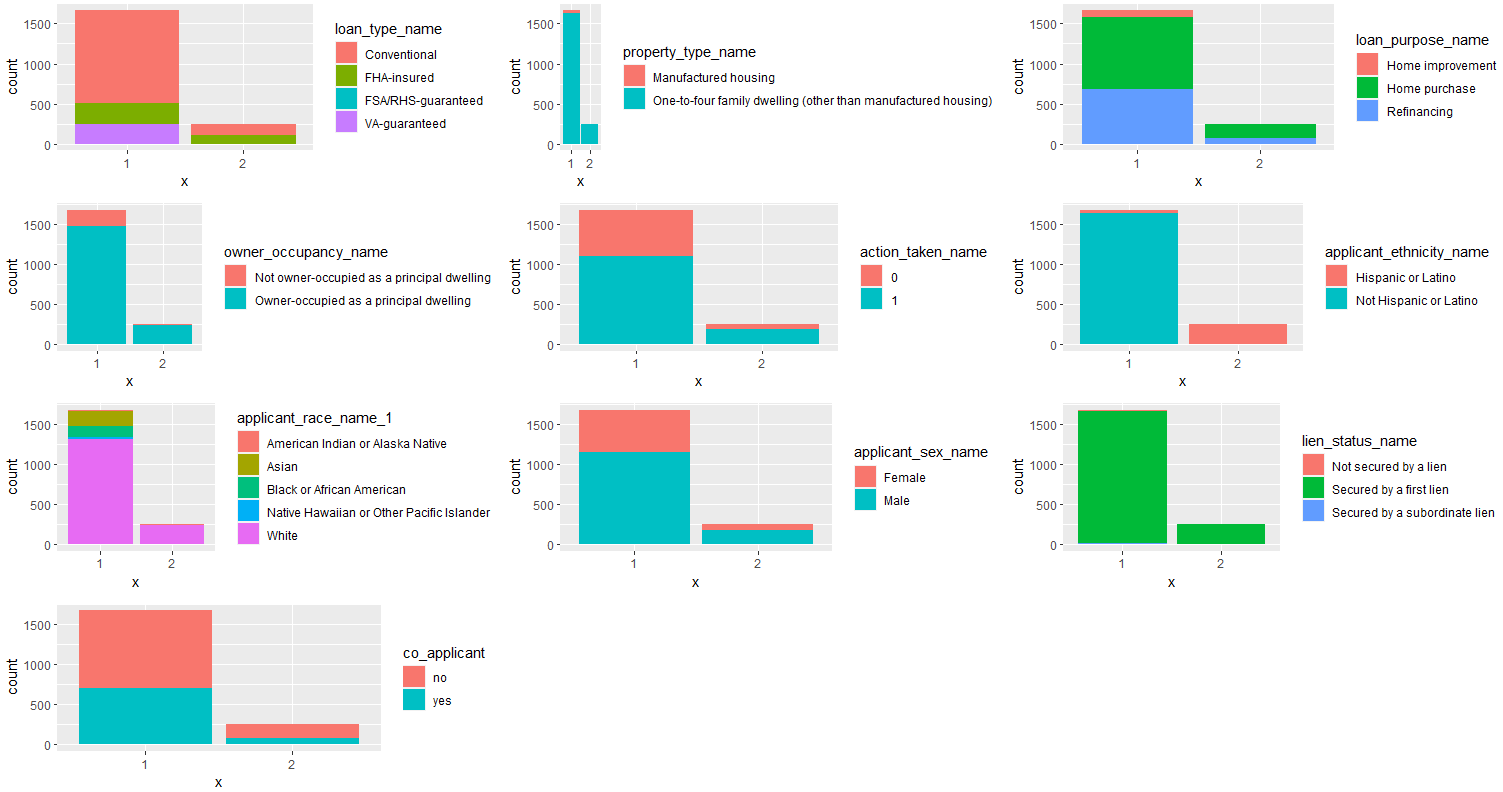 loan_type_name
Conventional
FHA-insured
FSA/RHS-guaranteed
VA-guaranteed
count
1500
1000
500
0
1 2
x
property_type_name
Manufactured housing
One-to-four family dwelling (other than manufactured housing)
count
1500
1000
500
0
1 2
x
loan_purpose_name
Home improvement
Home purchase
Refinancing
count
1500
1000
500
0
1 2
x
owner_occupancy_name
Not owner-occupied as a principal dwelling
Owner-occupied as a principal dwelling
count
1500
1000
500
0
1 2
x
action_taken_name
0
1
count
1500
1000
500
0
1 2
x
applicant_ethnicity_name
Hispanic or Latino
Not Hispanic or Latino
count
1500
1000
500
0
1 2
x
applicant_race_name_1
American Indian or Alaska Native
Asian
Black or African American
Native Hawaiian or Other Pacific Islander
White
count
1500
1000
500
0
1 2
x
applicant_sex_name
Female
Male
count
1500
1000
500
0
1 2
x
lien_status_name
Not secured by a lien
Secured by a first lien
Secured by a subordinate lien
count
1500
1000
500
0
1 2
x
co_applicant
no
yes
count
1500
1000
500
0
1 2
x